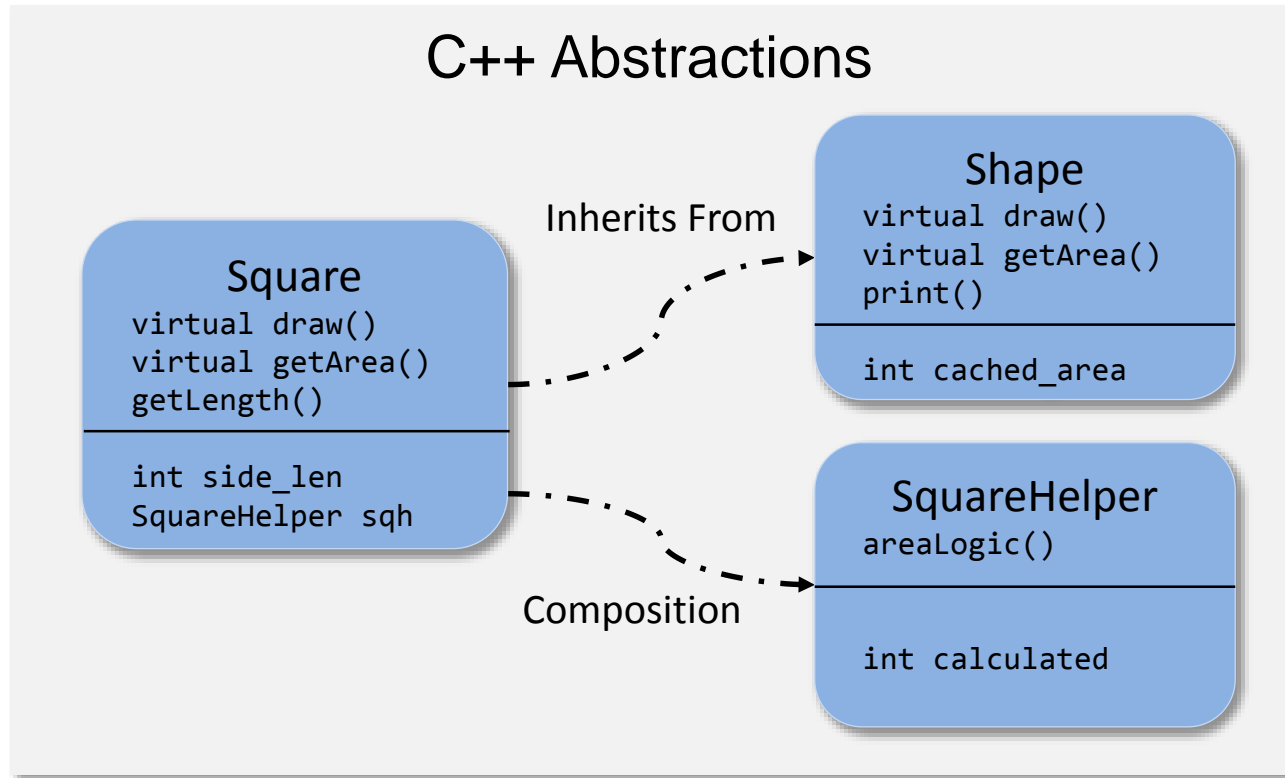 C++ Abstractions
Square
virtual draw()
virtual getArea()
getLength()
int side_len
SquareHelper sqh
Inherits From
Composition
Shape
virtual draw()
virtual getArea()
print()
int cached_area
SquareHelper
areaLogic()
int calculated